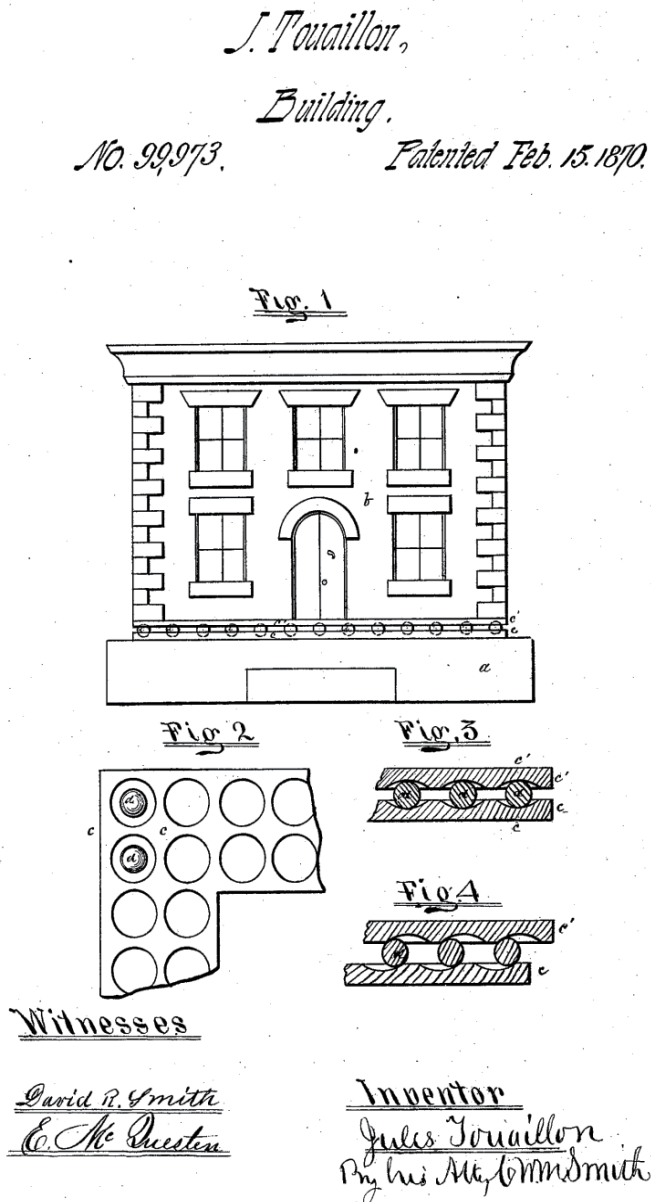 J. Touaillon,
Building.
No. 99,973. Patented Feb. 15. 1870.
Fig. 1
b
g
c'
c
a
Fig 2
Fig. 3
c'
c'
d
c
c
d
d
c
c
Fig. 4
c'
d
c
Witnesses
David R. Smith
E. McQuesten
Inventor
Jules Touaillon
By his Atty, C W M Smith